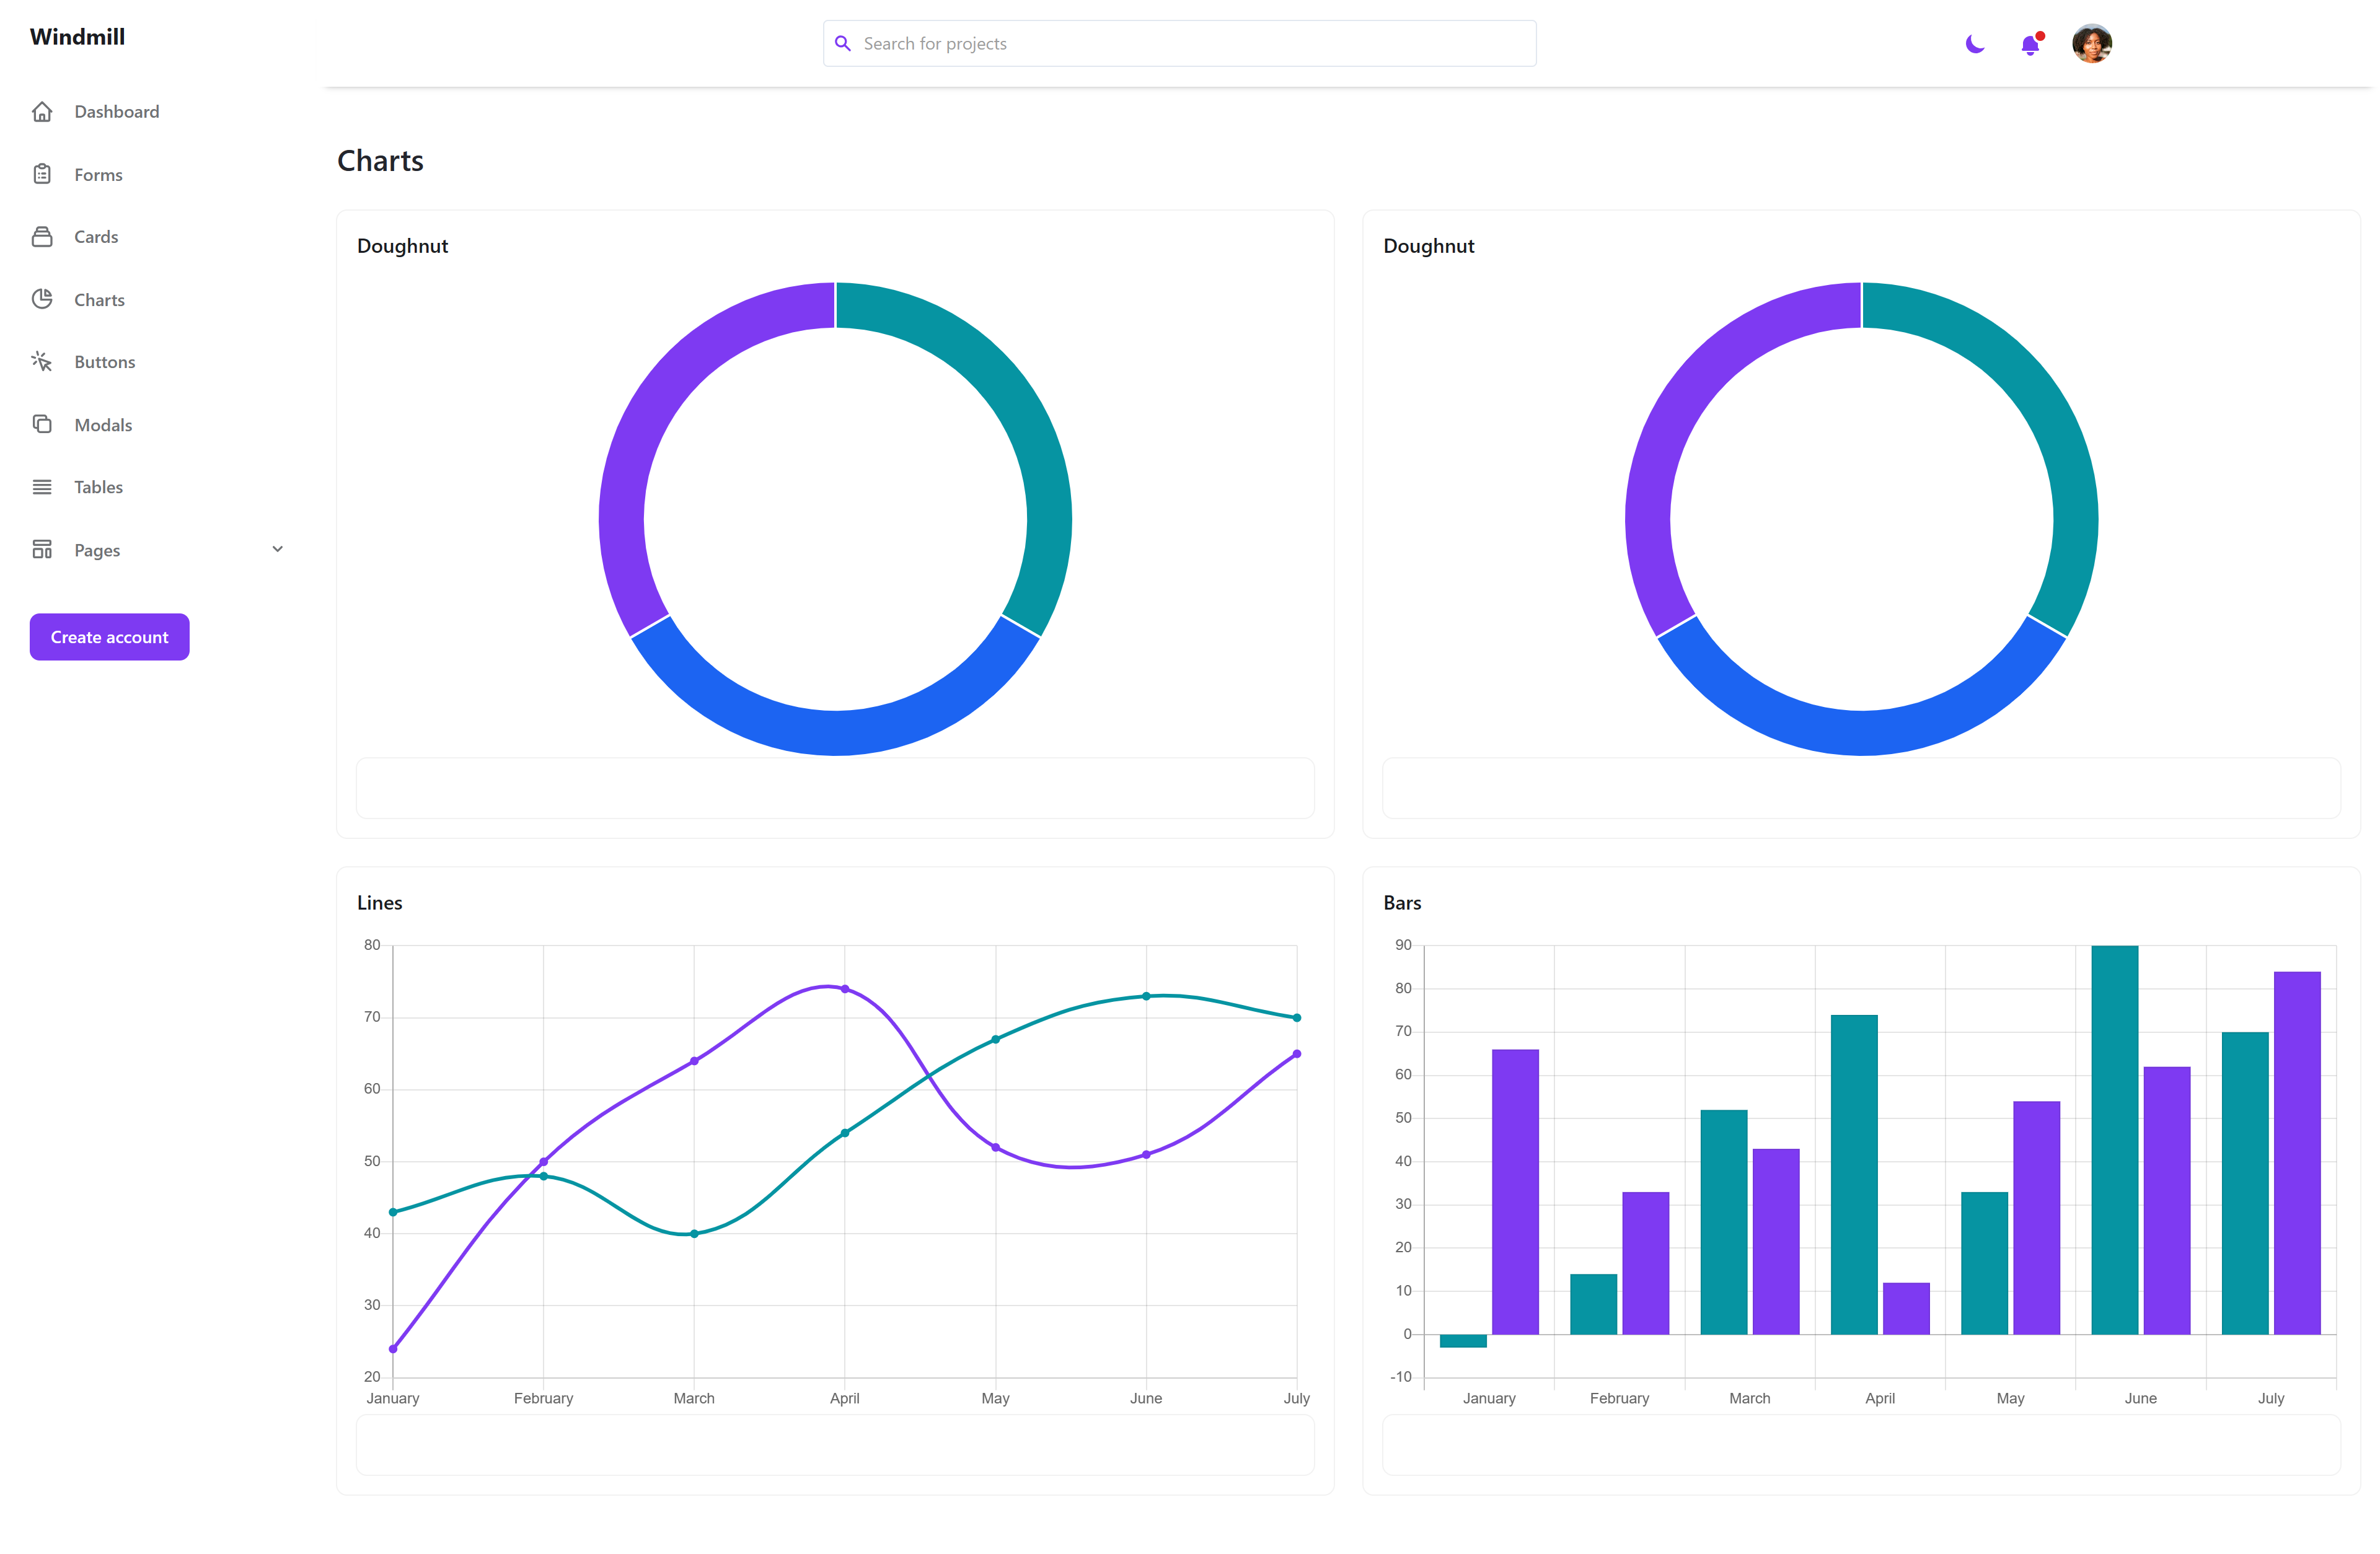 Windmill
Search for projects
Dashboard
Forms
Cards
Charts
Buttons
Modals
Tables
Pages
Create account
Charts
Doughnut
Doughnut
Lines
80
70
60
50
40
30
20
January February March April May June July
Bars
90
80
70
60
50
40
30
20
10
0
-10
January February March April May June July